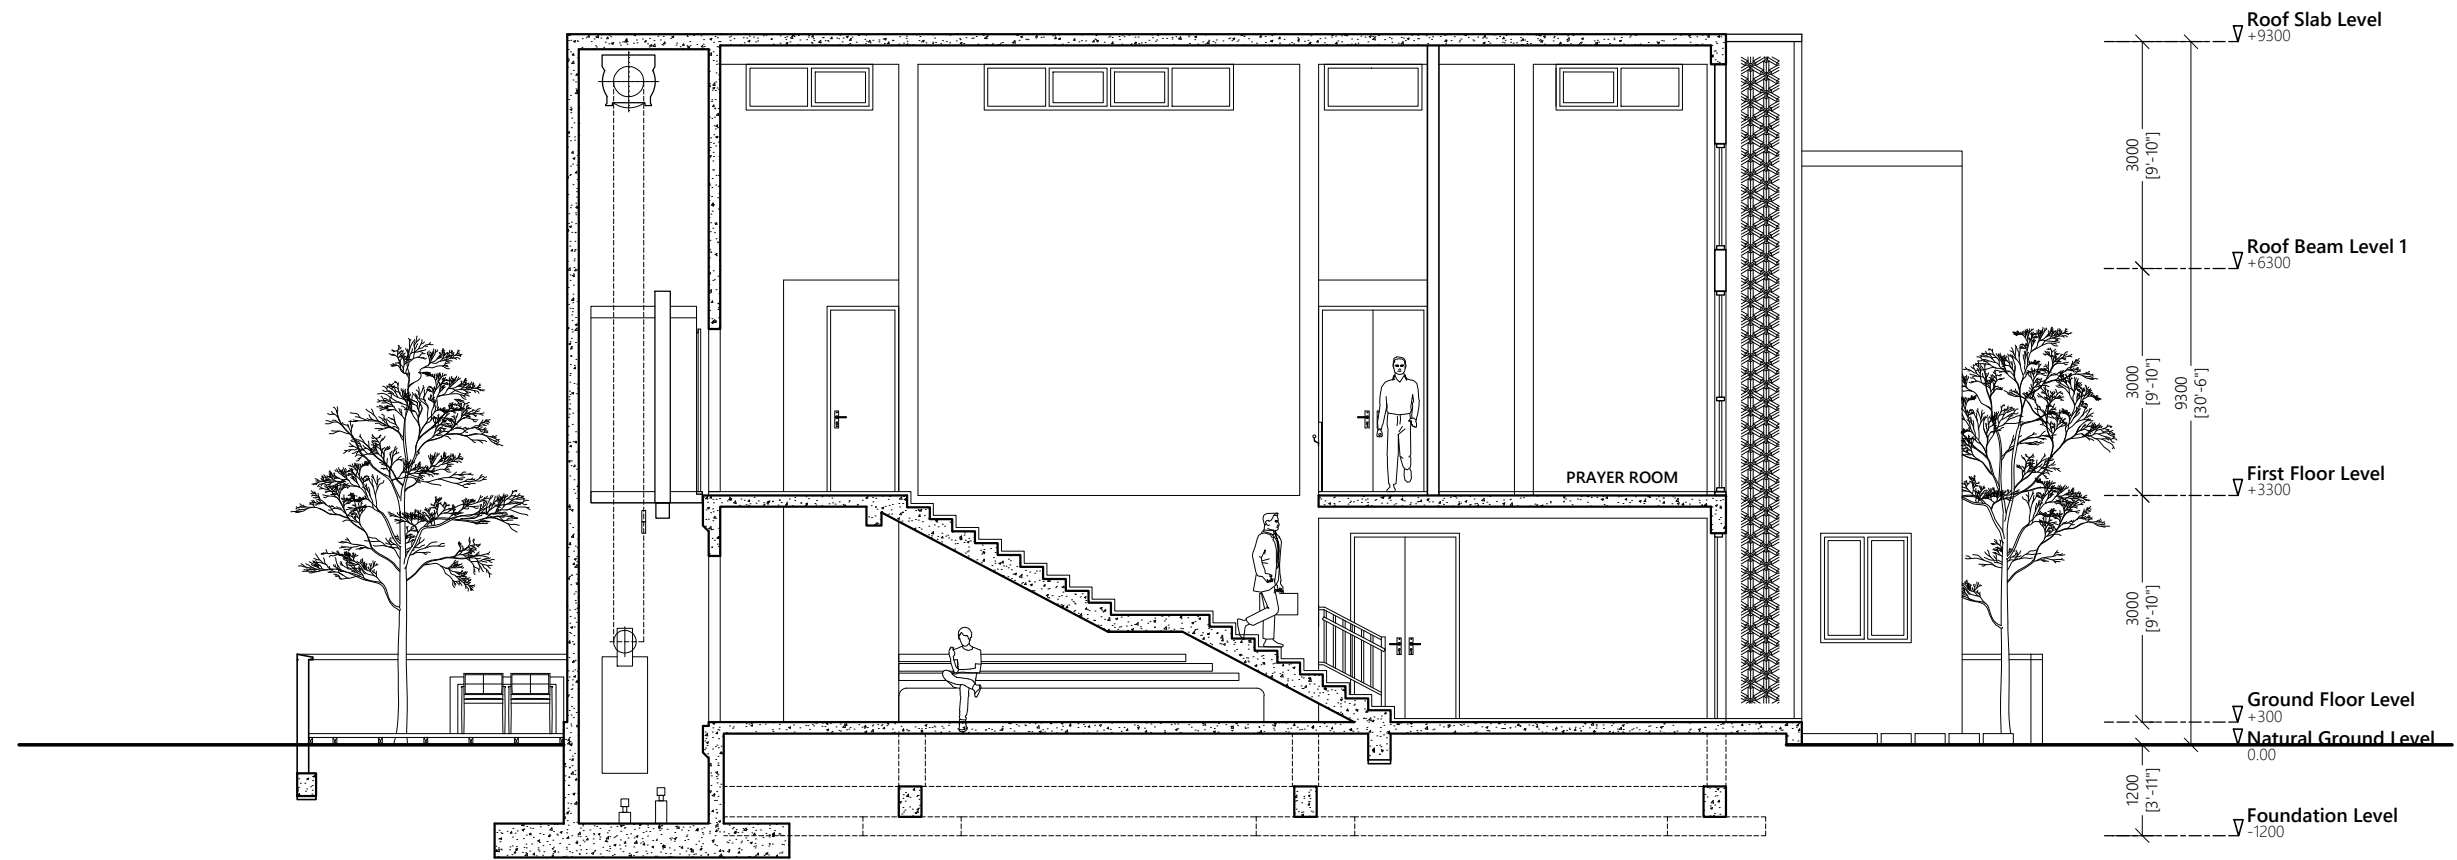 Roof Slab Level
+9300
3000
[9'-10"]
Roof Beam Level 1
+6300
3000
[9'-10"]
9300
[30'-6"]
PRAYER ROOM
First Floor Level
+3300
3000
[9'-10"]
Ground Floor Level
+300
Natural Ground Level
0.00
1200
[3'-11"]
Foundation Level
-1200